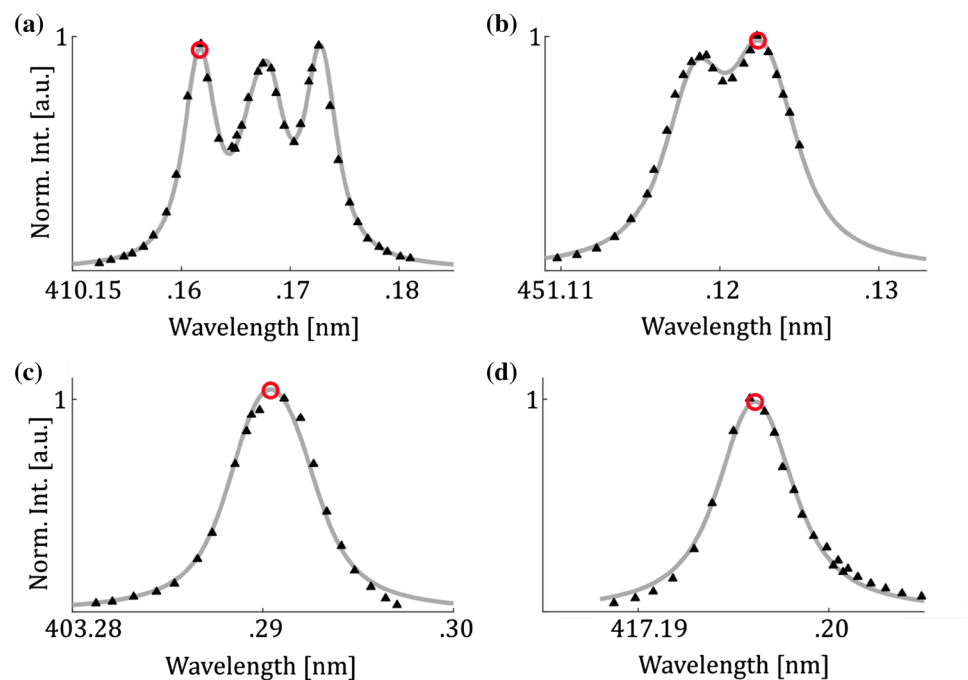 (a)
1
Norm. Int. [a.u.]
410.15 .16 .17 .18
Wavelength [nm]
(b)
1
451.11 .12 .13
Wavelength [nm]
(c)
1
Norm. Int. [a.u.]
403.28 .29 .30
Wavelength [nm]
(d)
1
417.19 .20
Wavelength [nm]